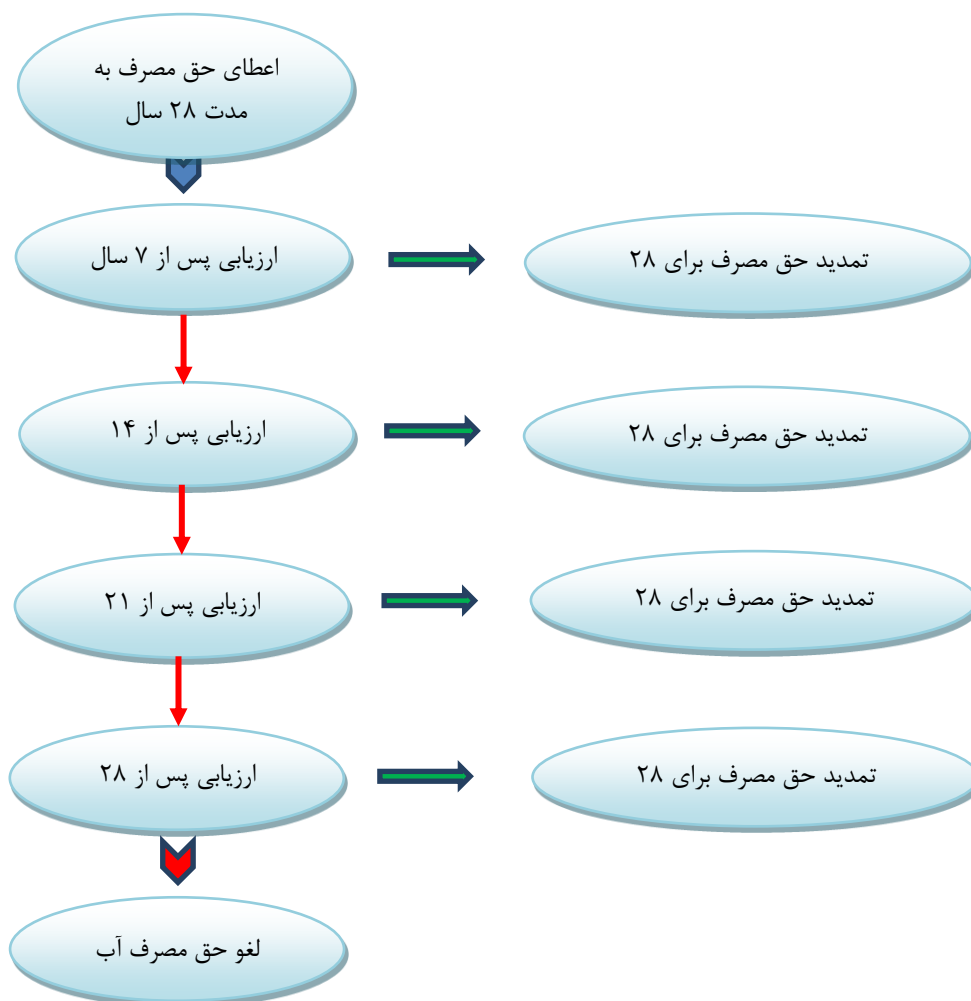 اعطای حق مصرف به
مدت ۲۸ سال
ارزیابی پس از ۷ سال
تمدید حق مصرف برای ۲۸
ارزیابی پس از ۱۴
تمدید حق مصرف برای ۲۸
ارزیابی پس از ۲۱
تمدید حق مصرف برای ۲۸
ارزیابی پس از ۲۸
تمدید حق مصرف برای ۲۸
لغو حق مصرف آب